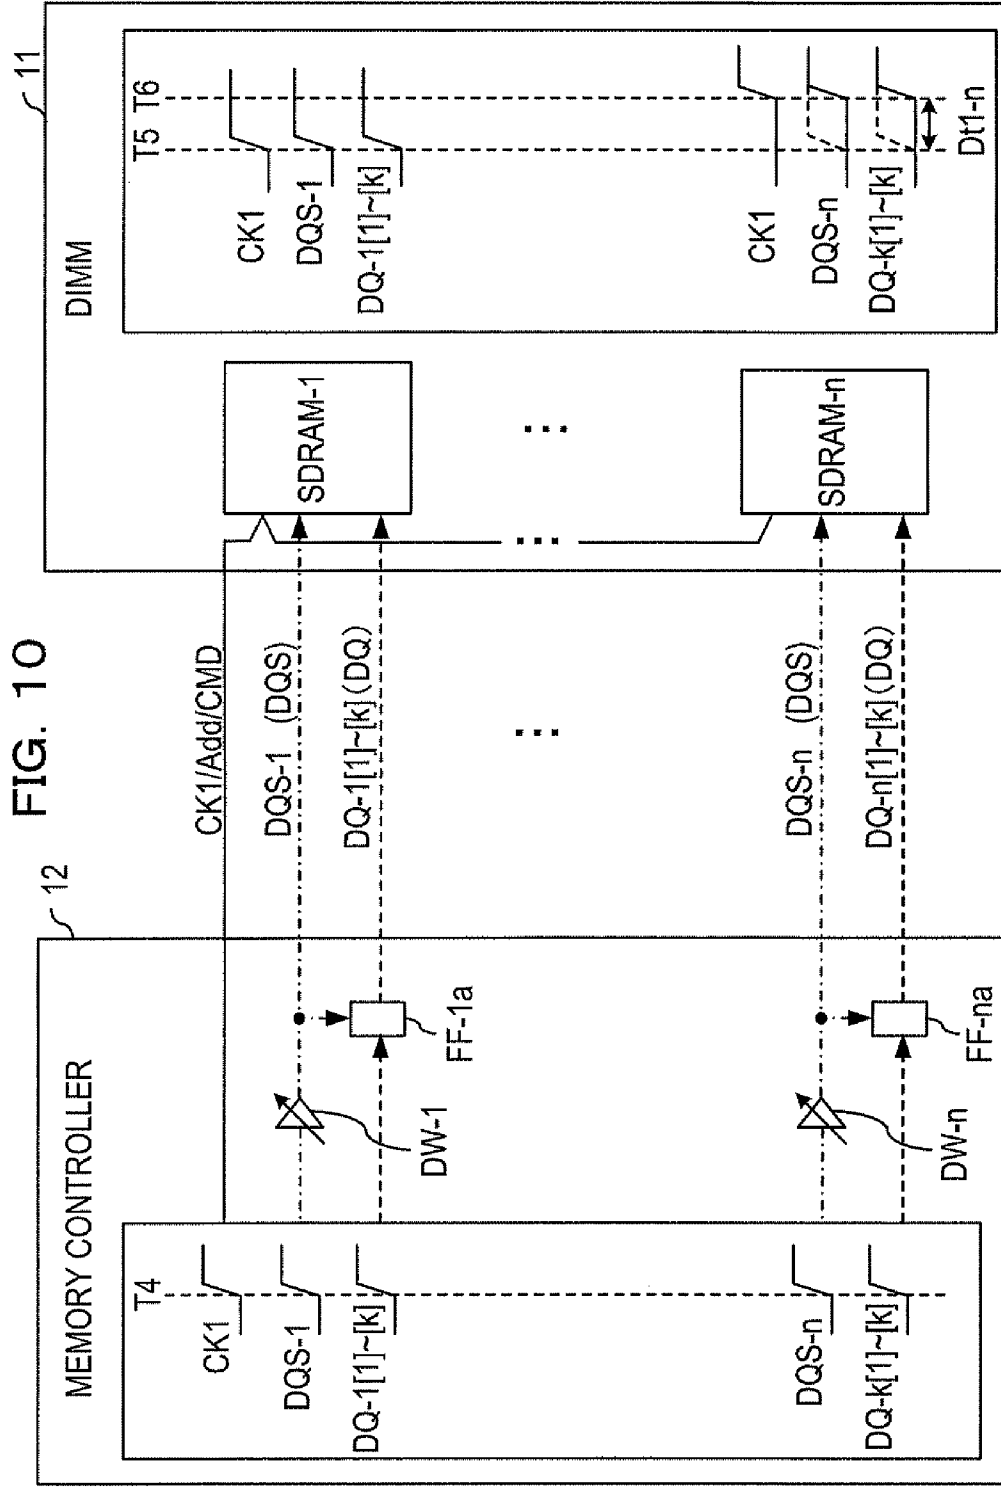 FIG. 10
MEMORY CONTROLLER
12
T4
CK1
DQS-1
DQ-1[1]~[k]
DQS-n
DQ-k[1]~[k]
DW-1
FF-1a
DW-n
FF-na
CK1/Add/CMD
DQS-1 (DQS)
DQ-1[1]~[k](DQ)
...
DQS-n (DQS)
DQ-n[1]~[k](DQ)
11
DIMM
SDRAM-1
...
...
SDRAM-n
T5 T6
CK1
DQS-1
DQ-1[1]~[k]
CK1
DQS-n
DQ-k[1]~[k]
Dt1-n